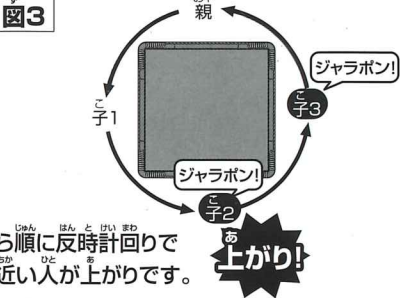 図3
親
ジャラポン!
子1
子3
ジャラポン!
子2
ら順に反時計回りで
上がり!
近い人が上がりです。